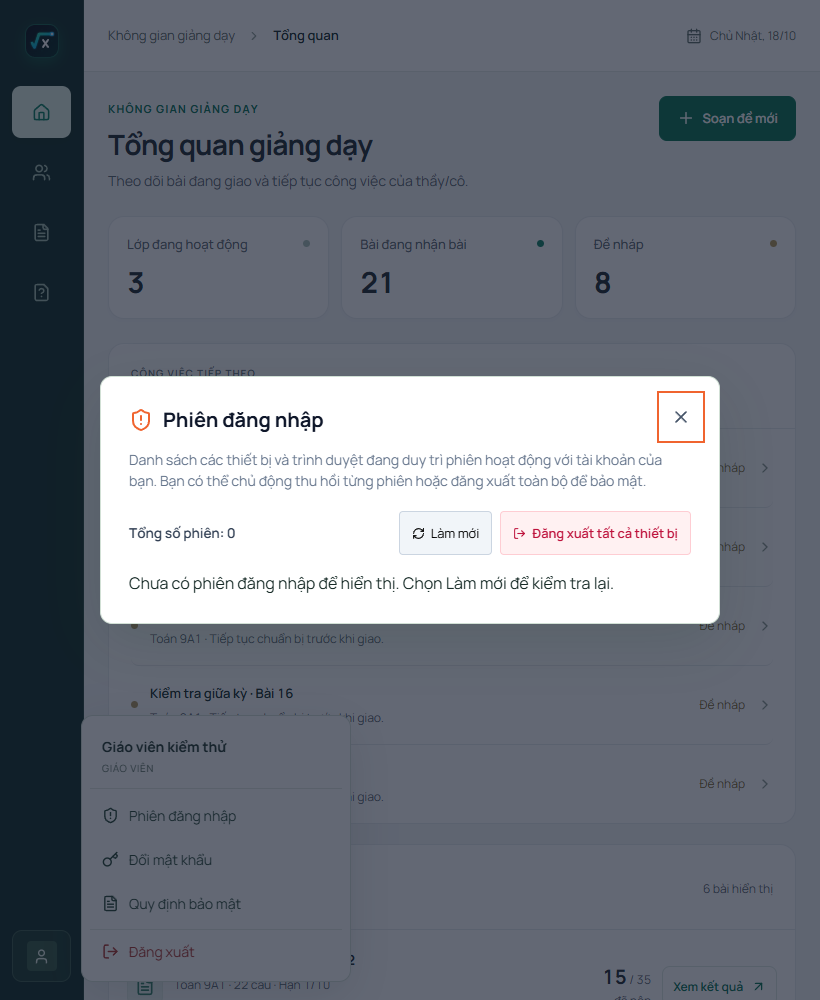 √x
Không gian giảng dạy > Tổng quan
Chủ Nhật, 18/10
KHÔNG GIAN GIẢNG DẠY
Tổng quan giảng dạy
Theo dõi bài đang giao và tiếp tục công việc của thầy/cô.
+ Soạn đề mới
Lớp đang hoạt động
3
Bài đang nhận bài
21
Đề nháp
8
CÔNG VIỆC TIẾP THEO
Phiên đăng nhập
Danh sách các thiết bị và trình duyệt đang duy trì phiên hoạt động với tài khoản của
bạn. Bạn có thể chủ động thu hồi từng phiên hoặc đăng xuất toàn bộ để bảo mật.
Tổng số phiên: 0
Làm mới
Đăng xuất tất cả thiết bị
Chưa có phiên đăng nhập để hiển thị. Chọn Làm mới để kiểm tra lại.
nháp
nháp
Đề nháp
Toán 9A1 · Tiếp tục chuẩn bị trước khi giao.
Kiểm tra giữa kỳ · Bài 16
Đề nháp
giao.
Đề nháp
giao.
Giáo viên kiểm thử
GIÁO VIÊN
Phiên đăng nhập
Đổi mật khẩu
Quy định bảo mật
Đăng xuất
6 bài hiển thị
2
Toán 9A1 · 22 câu · Hạn 1/10
15 / 35
Xem kết quả